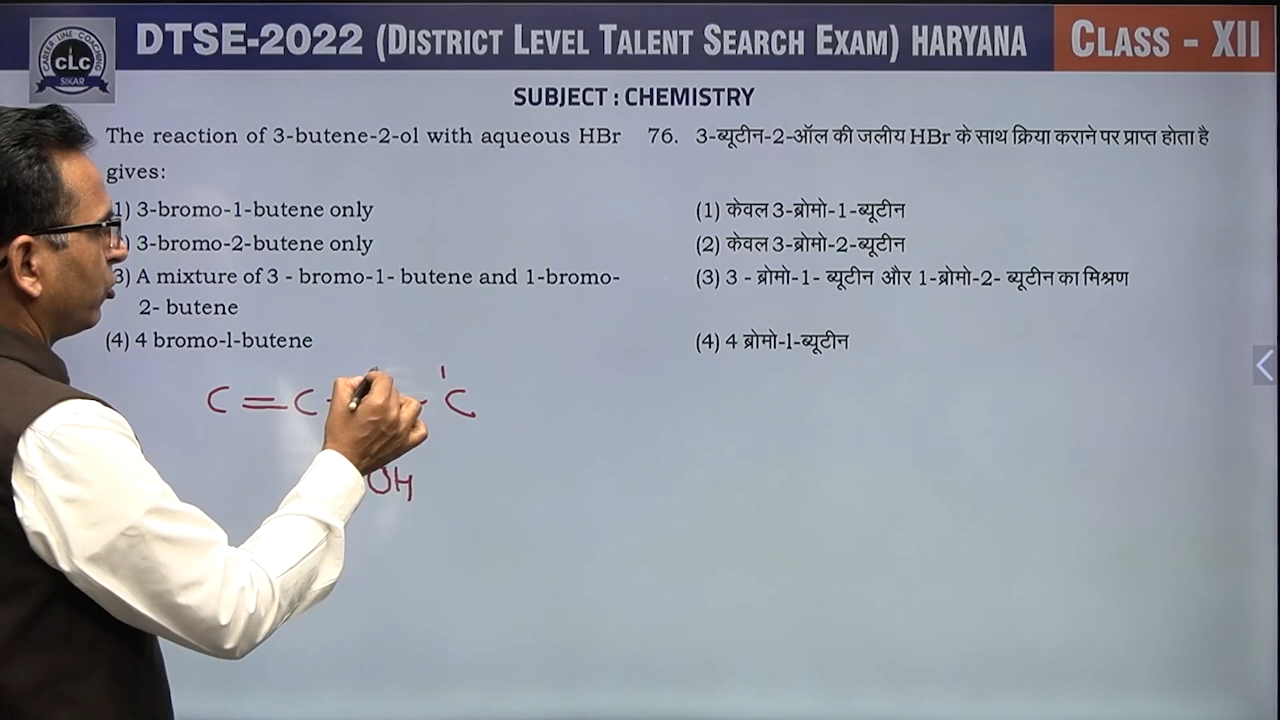 CAREER LINE COACHING
CLC
SIKAR
DTSE-2022 (DISTRICT LEVEL TALENT SEARCH EXAM) HARYANA
CLASS - XII
SUBJECT : CHEMISTRY
The reaction of 3-butene-2-ol with aqueous HBr
gives:
1) 3-bromo-1-butene only
) 3-bromo-2-butene only
3) A mixture of 3 - bromo-1- butene and 1-bromo-
2- butene
(4) 4 bromo-l-butene
76. 3-ब्यूटीन-2-ऑल की जलीय HBr के साथ क्रिया कराने पर प्राप्त होता है
(1) केवल 3-ब्रोमो-1-ब्यूटीन
(2) केवल 3-ब्रोमो-2-ब्यूटीन
(3) 3 - ब्रोमो-1- ब्यूटीन और 1-ब्रोमो-2- ब्यूटीन का मिश्रण
(4) 4 ब्रोमो-l-ब्यूटीन
1
C = C - - C
OH